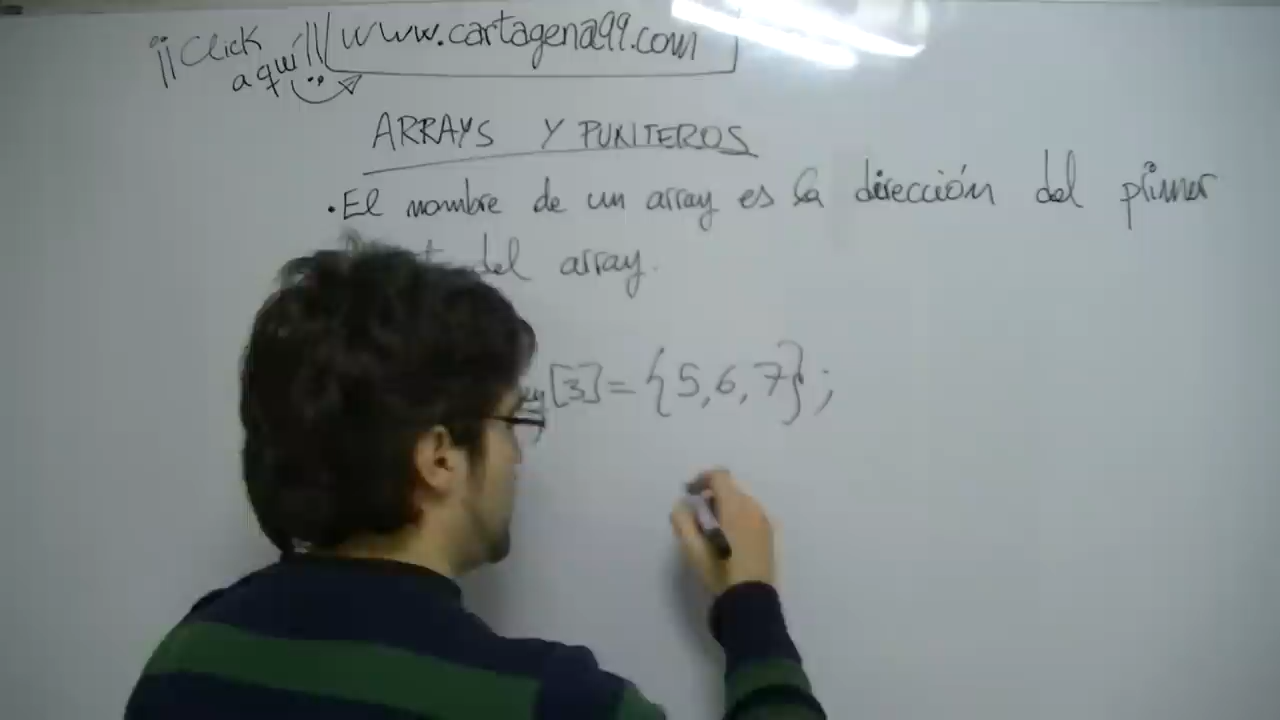 ¡¡Click
aquí!! www.cartagena99.com
ARRAYS Y PUNTEROS
• El nombre de un array es la dirección del primer
del array.
[3] = {5,6,7};